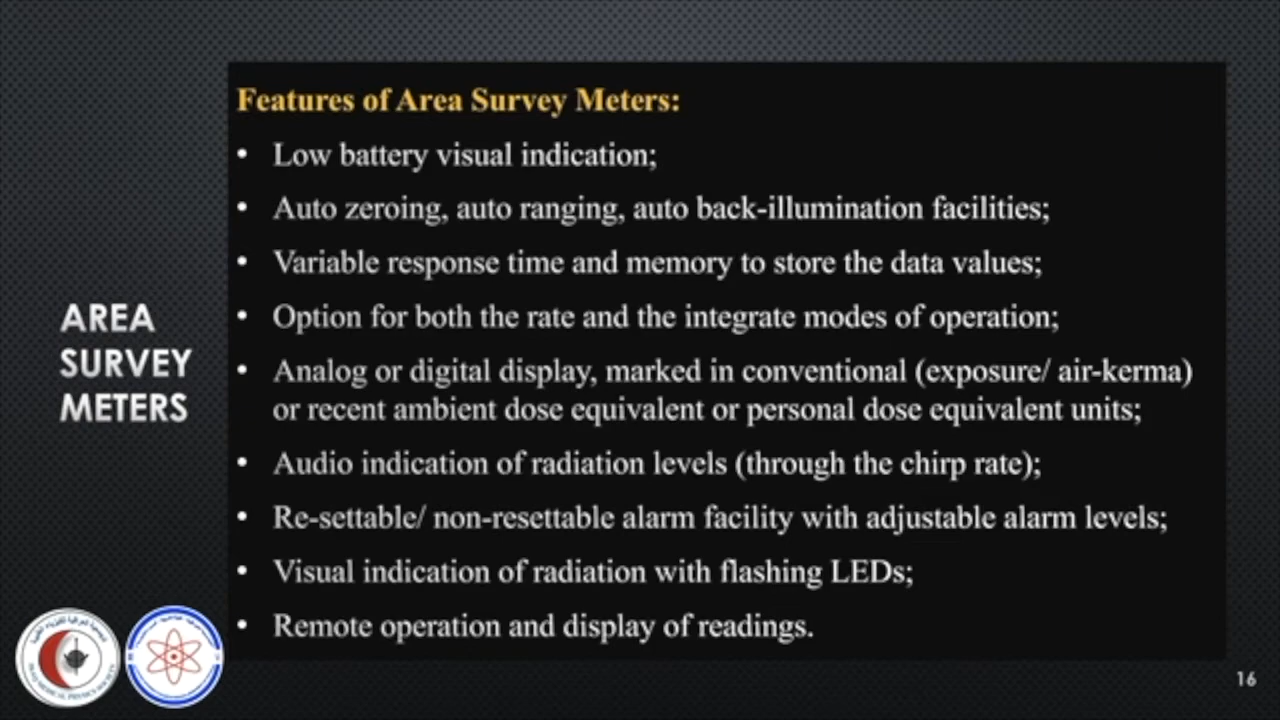 Features of Area Survey Meters:
• Low battery visual indication;
• Auto zeroing, auto ranging, auto back-illumination facilities;
• Variable response time and memory to store the data values;
• Option for both the rate and the integrate modes of operation;
• Analog or digital display, marked in conventional (exposure/ air-kerma)
or recent ambient dose equivalent or personal dose equivalent units;
• Audio indication of radiation levels (through the chirp rate);
• Re-settable/ non-resettable alarm facility with adjustable alarm levels;
• Visual indication of radiation with flashing LEDs;
• Remote operation and display of readings.
AREA
SURVEY
METERS
16